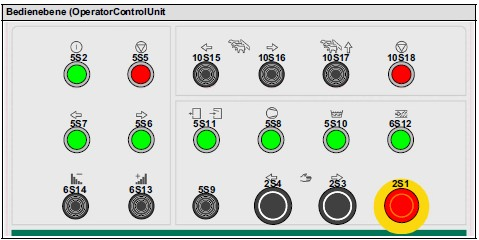 Bedienebene (OperatorControlUnit
5S2 5S5 10S15 10S16 10S17 10S18
5S7 5S6 5S11 5S8 5S10 6S12
6S14 6S13 5S9 2S4 2S3 2S1